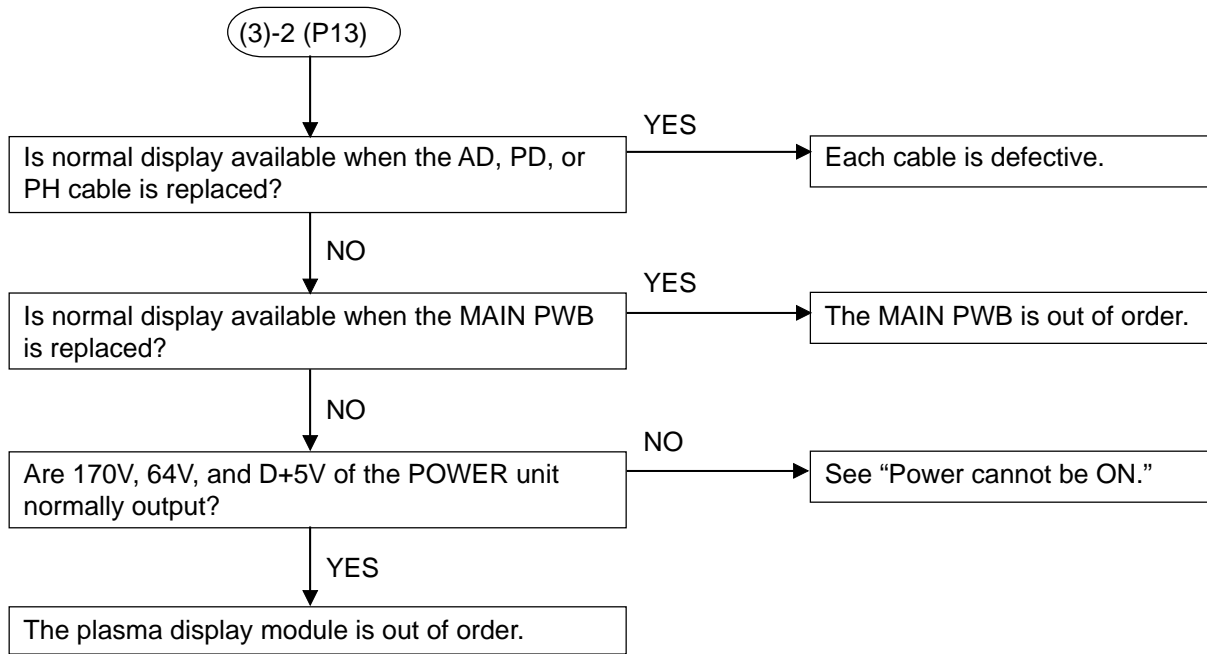 (3)-2 (P13)
YES
Is normal display available when the AD, PD, or
PH cable is replaced?
Each cable is defective.
NO
YES
Is normal display available when the MAIN PWB
is replaced?
The MAIN PWB is out of order.
NO
NO
Are 170V, 64V, and D+5V of the POWER unit
normally output?
See “Power cannot be ON.”
YES
The plasma display module is out of order.